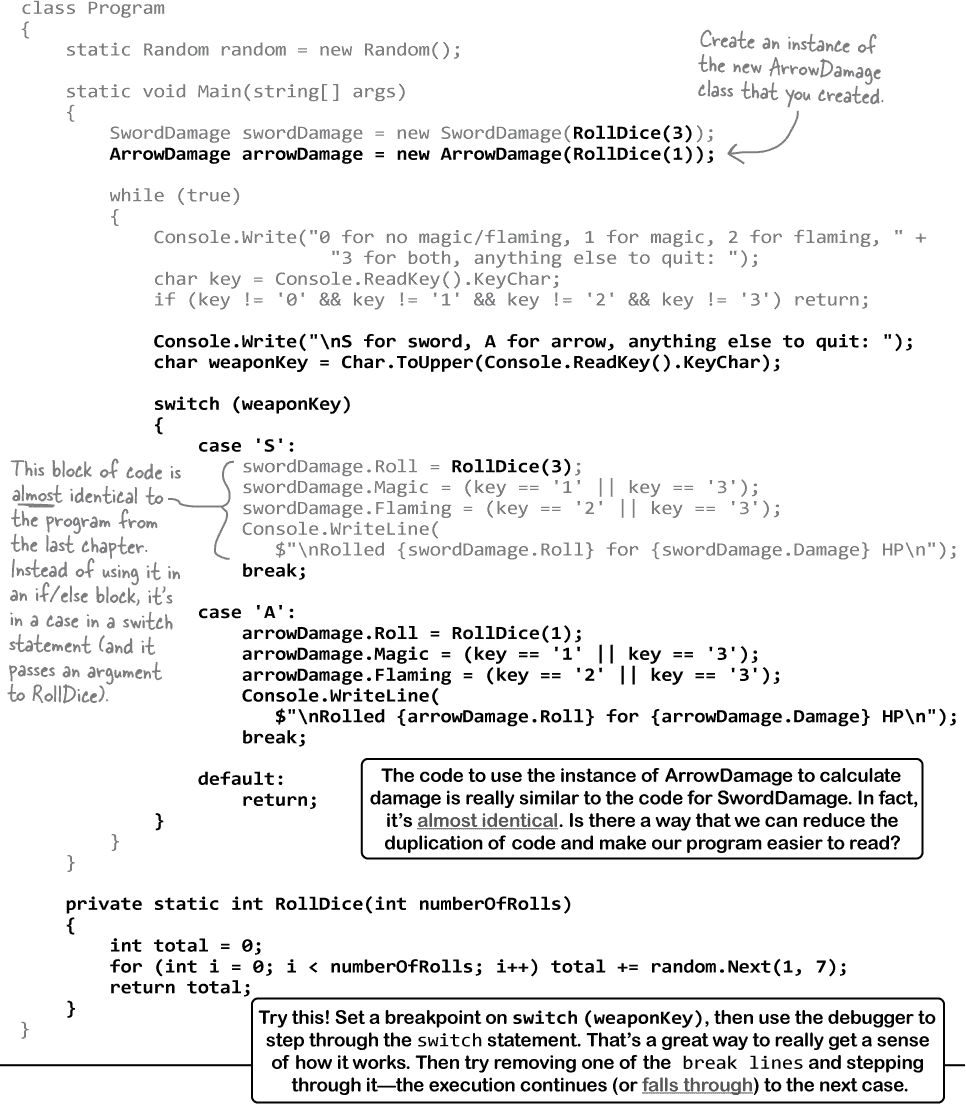 class Program
{
    static Random random = new Random();
Create an instance of
the new ArrowDamage
class that you created.
    static void Main(string[] args)
    {
        SwordDamage swordDamage = new SwordDamage(RollDice(3));
        ArrowDamage arrowDamage = new ArrowDamage(RollDice(1));
        while (true)
        {
            Console.Write("0 for no magic/flaming, 1 for magic, 2 for flaming, " +
                            "3 for both, anything else to quit: ");
            char key = Console.ReadKey().KeyChar;
            if (key != '0' && key != '1' && key != '2' && key != '3') return;
            Console.Write("\nS for sword, A for arrow, anything else to quit: ");
            char weaponKey = Char.ToUpper(Console.ReadKey().KeyChar);
            switch (weaponKey)
            {
                case 'S':
                    swordDamage.Roll = RollDice(3);
                    swordDamage.Magic = (key == '1' || key == '3');
                    swordDamage.Flaming = (key == '2' || key == '3');
                    Console.WriteLine(
                       $"\nRolled {swordDamage.Roll} for {swordDamage.Damage} HP\n");
                    break;
This block of code is
almost identical to
the program from
the last chapter.
Instead of using it in
an if/else block, it's
in a case in a switch
statement (and it
passes an argument
to RollDice).
                case 'A':
                    arrowDamage.Roll = RollDice(1);
                    arrowDamage.Magic = (key == '1' || key == '3');
                    arrowDamage.Flaming = (key == '2' || key == '3');
                    Console.WriteLine(
                       $"\nRolled {arrowDamage.Roll} for {arrowDamage.Damage} HP\n");
                    break;
                default:
                    return;
            }
        }
    }
The code to use the instance of ArrowDamage to calculate
damage is really similar to the code for SwordDamage. In fact,
it's almost identical. Is there a way that we can reduce the
duplication of code and make our program easier to read?
    private static int RollDice(int numberOfRolls)
    {
        int total = 0;
        for (int i = 0; i < numberOfRolls; i++) total += random.Next(1, 7);
        return total;
    }
}
Try this! Set a breakpoint on switch (weaponKey), then use the debugger to
step through the switch statement. That's a great way to really get a sense
of how it works. Then try removing one of the break lines and stepping
through it—the execution continues (or falls through) to the next case.